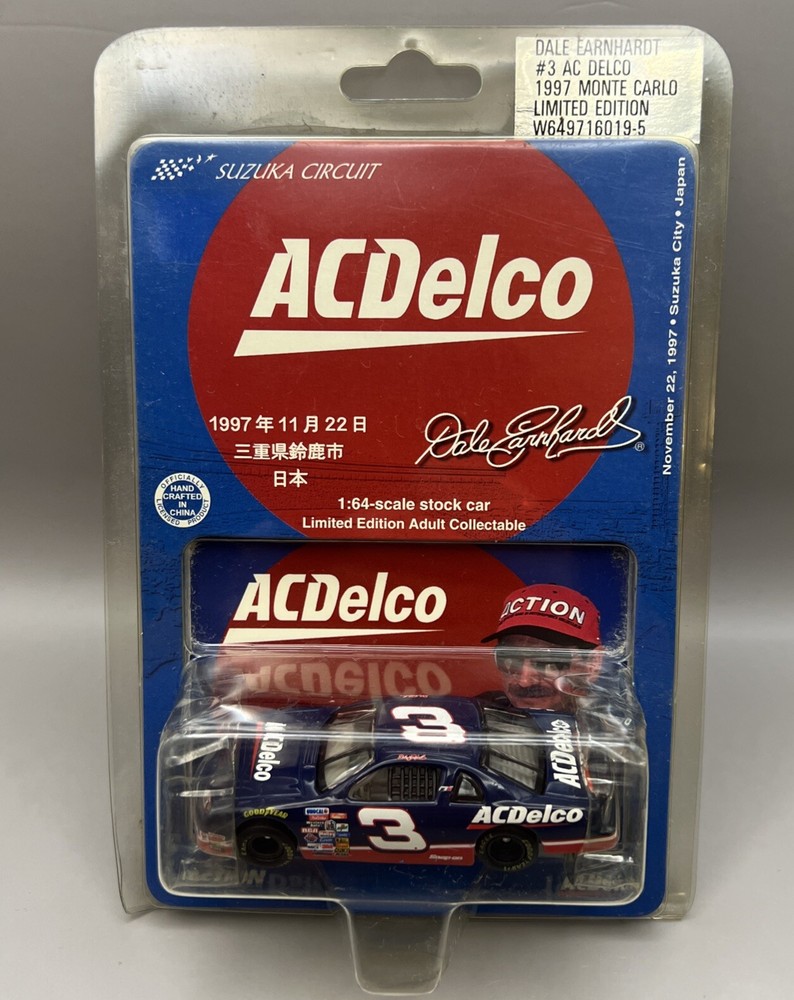 DALE EARNHARDT
#3 AC DELCO
1997 MONTE CARLO
LIMITED EDITION
W649716019-5
SUZUKA CIRCUIT
ACDelco
November 22, 1997 • Suzuka City • Japan
1997年11月22日
三重県鈴鹿市
日本
Dale Earnhardt ®
OFFICIALLY LICENSED PRODUCT
HAND
CRAFTED
IN
CHINA
1:64-scale stock car
Limited Edition Adult Collectable
ACDelco
ACTION
3
ACDelco
ACDelco
GOODYEAR
3
ACDelco
Snap-on